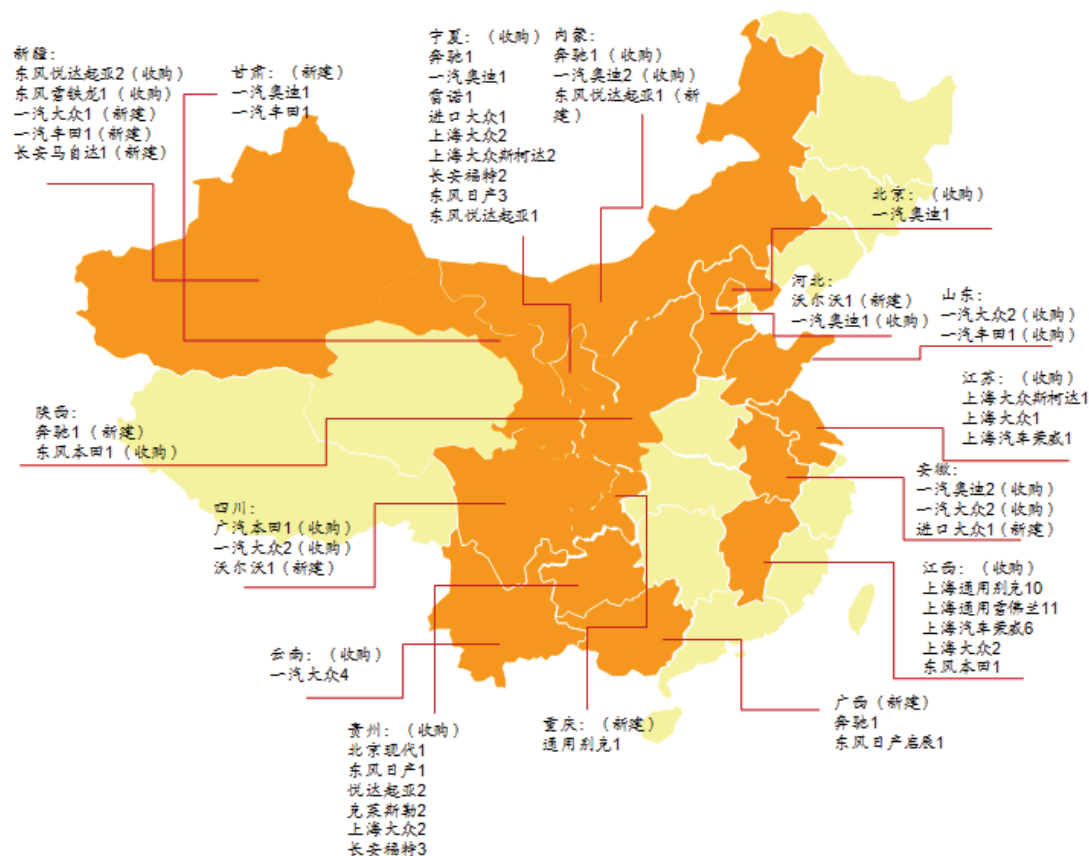 新疆:
东风悦达起亚2（收购）
东风雪铁龙1（收购）
一汽大众1（新建）
一汽丰田1（新建）
长安马自达1（新建）
甘肃：（新建）
一汽奥迪1
一汽丰田1
宁夏：（收购）
奔驰1
一汽奥迪1
雷诺1
进口大众1
上海大众2
上海大众斯柯达2
长安福特2
东风日产3
东风悦达起亚1
内蒙：
奔驰1（收购）
一汽奥迪2（收购）
东风悦达起亚1（新
建）
北京：（收购）
一汽奥迪1
河北：
沃尔沃1（新建）
一汽奥迪1（收购）
山东：
一汽大众2（收购）
一汽丰田1（收购）
江苏：（收购）
上海大众斯柯达1
上海大众1
上海汽车荣威1
陕西：
奔驰1（新建）
东风本田1（收购）
四川：
广汽本田1（收购）
一汽大众2（收购）
沃尔沃1（新建）
安徽：
一汽奥迪2（收购）
一汽大众2（收购）
进口大众1（新建）
江西：（收购）
上海通用别克10
上海通用雪佛兰11
上海汽车荣威6
上海大众2
东风本田1
云南：（收购）
一汽大众4
贵州：（收购）
北京现代1
东风日产1
悦达起亚2
克莱斯勒2
上海大众2
长安福特3
重庆：（新建）
通用别克1
广西（新建）
奔驰1
东风日产启辰1